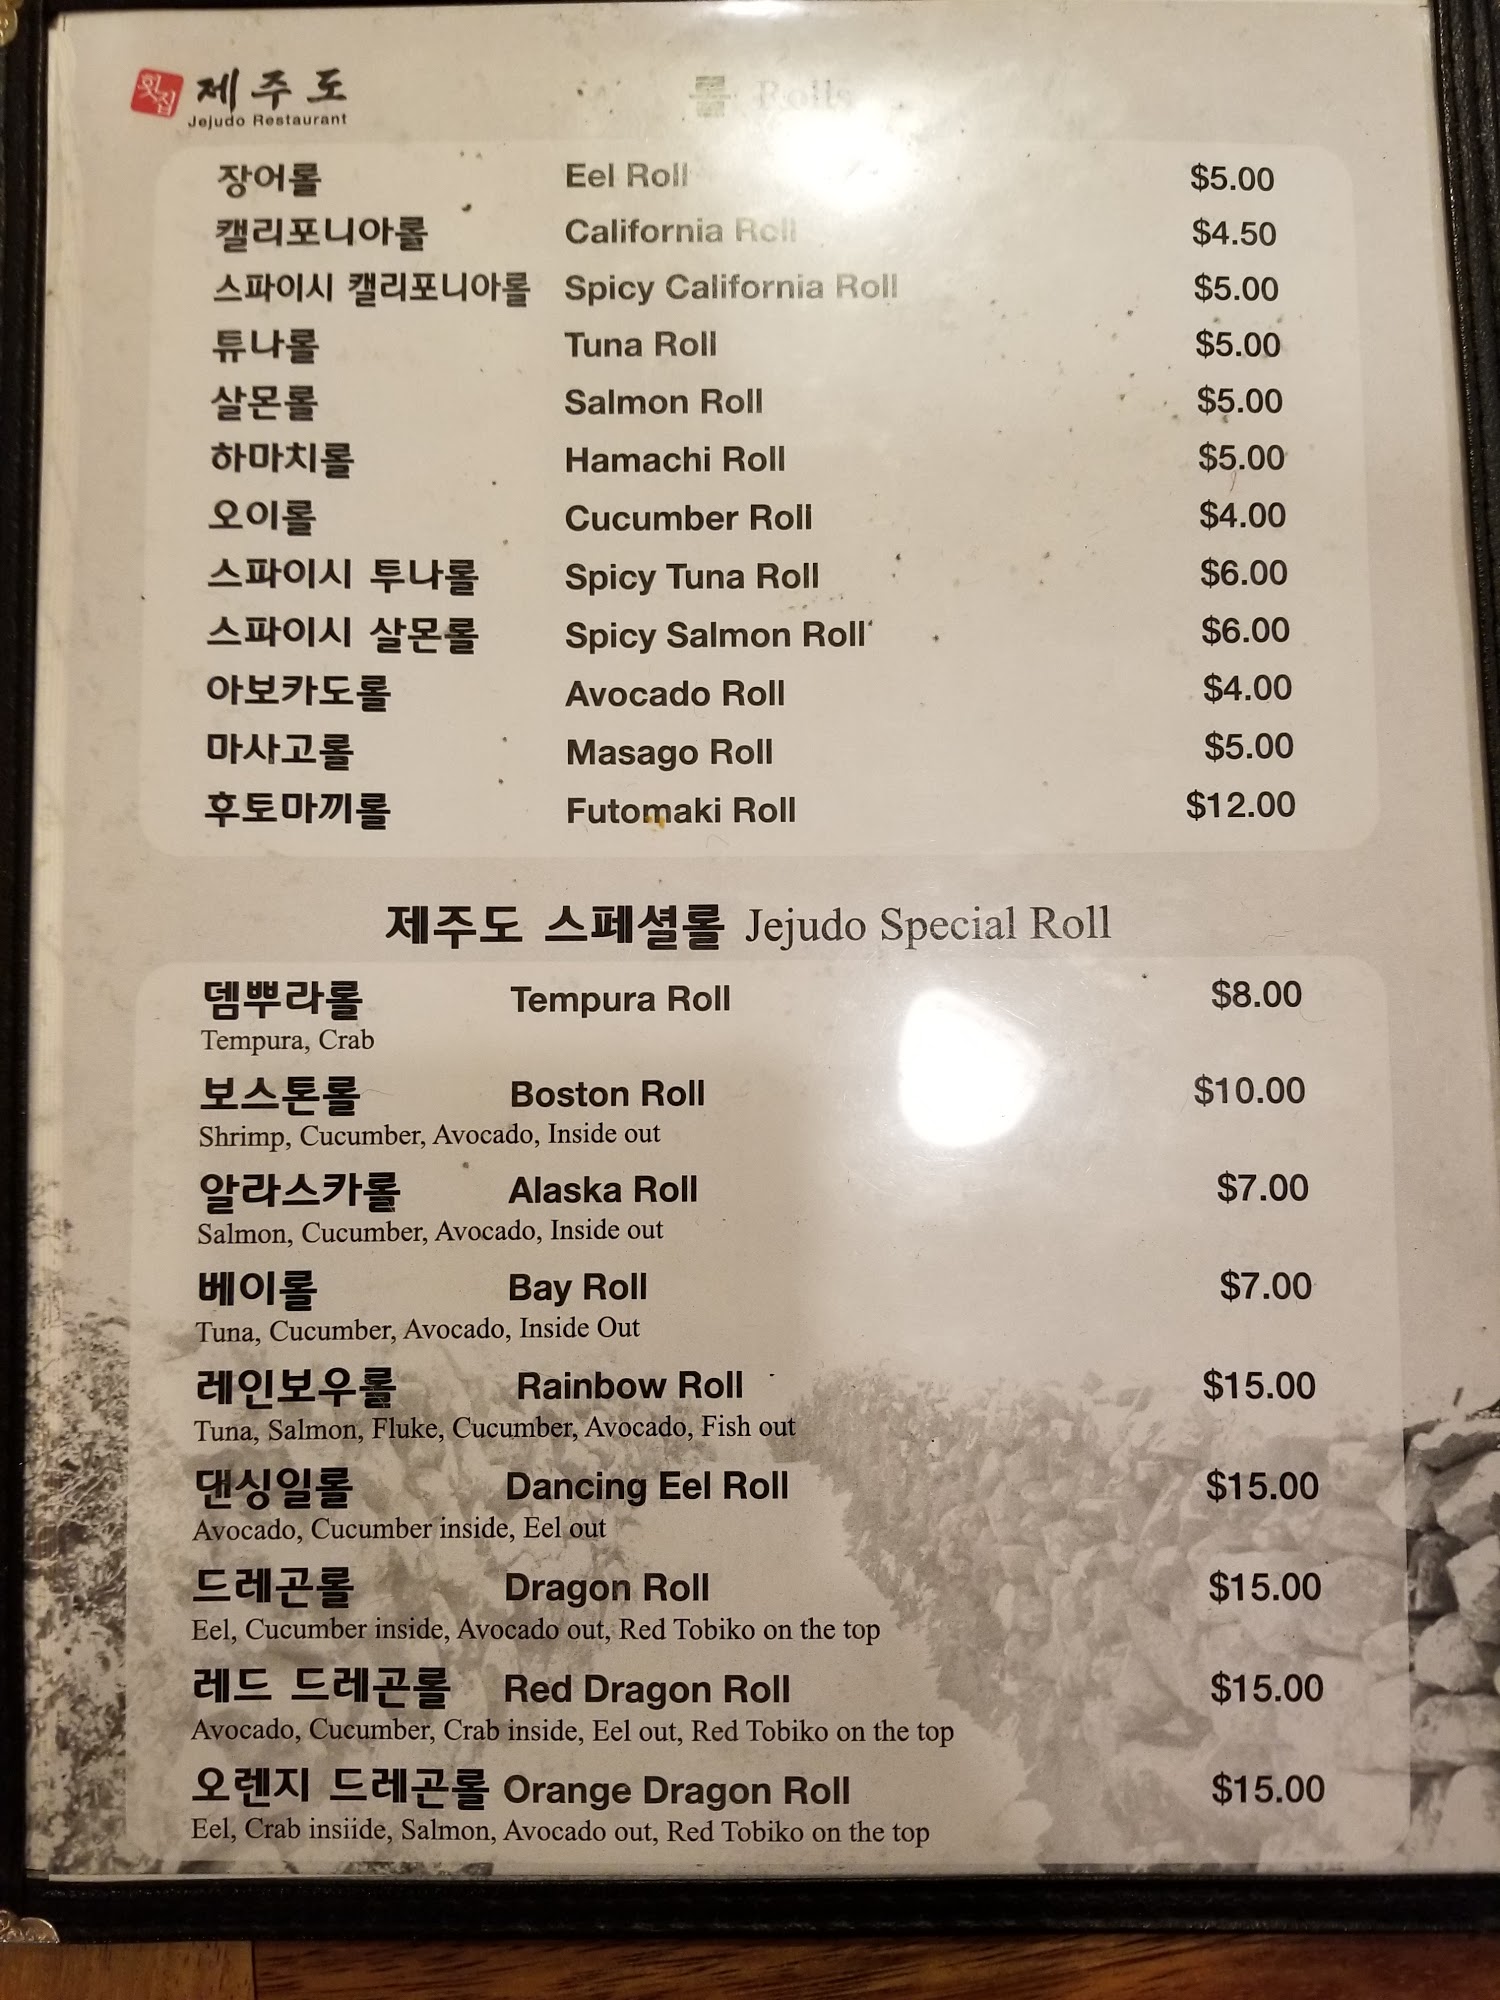 횟집 제주도
Jejudo Restaurant
롤 Rolls
장어롤 Eel Roll $5.00
캘리포니아롤 California Roll $4.50
스파이시 캘리포니아롤 Spicy California Roll $5.00
튜나롤 Tuna Roll $5.00
살몬롤 Salmon Roll $5.00
하마치롤 Hamachi Roll $5.00
오이롤 Cucumber Roll $4.00
스파이시 투나롤 Spicy Tuna Roll $6.00
스파이시 살몬롤 Spicy Salmon Roll $6.00
아보카도롤 Avocado Roll $4.00
마사고롤 Masago Roll $5.00
후토마끼롤 Futomaki Roll $12.00
제주도 스페셜롤 Jejudo Special Roll
뎀뿌라롤 Tempura Roll $8.00
Tempura, Crab
보스톤롤 Boston Roll $10.00
Shrimp, Cucumber, Avocado, Inside out
알라스카롤 Alaska Roll $7.00
Salmon, Cucumber, Avocado, Inside out
베이롤 Bay Roll $7.00
Tuna, Cucumber, Avocado, Inside Out
레인보우롤 Rainbow Roll $15.00
Tuna, Salmon, Fluke, Cucumber, Avocado, Fish out
댄싱일롤 Dancing Eel Roll $15.00
Avocado, Cucumber inside, Eel out
드레곤롤 Dragon Roll $15.00
Eel, Cucumber inside, Avocado out, Red Tobiko on the top
레드 드레곤롤 Red Dragon Roll $15.00
Avocado, Cucumber, Crab inside, Eel out, Red Tobiko on the top
오렌지 드레곤롤 Orange Dragon Roll $15.00
Eel, Crab insiide, Salmon, Avocado out, Red Tobiko on the top